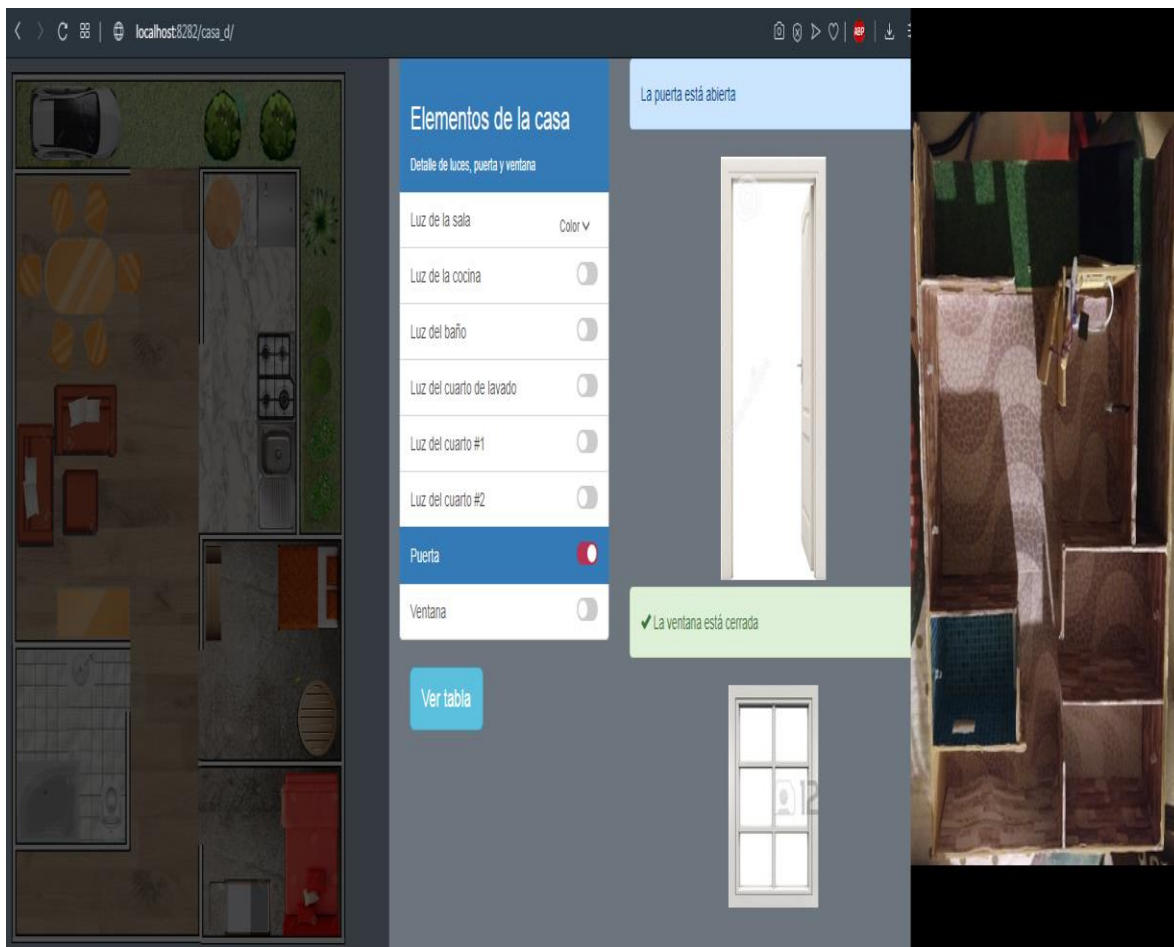 localhost:8282/casa_d/
ABP
Elementos de la casa
Detalle de luces, puerta y ventana
Luz de la sala
Color
Luz de la cocina
Luz del baño
Luz del cuarto de lavado
Luz del cuarto #1
Luz del cuarto #2
Puerta
Ventana
Ver tabla
La puerta está abierta
✔ La ventana está cerrada
12